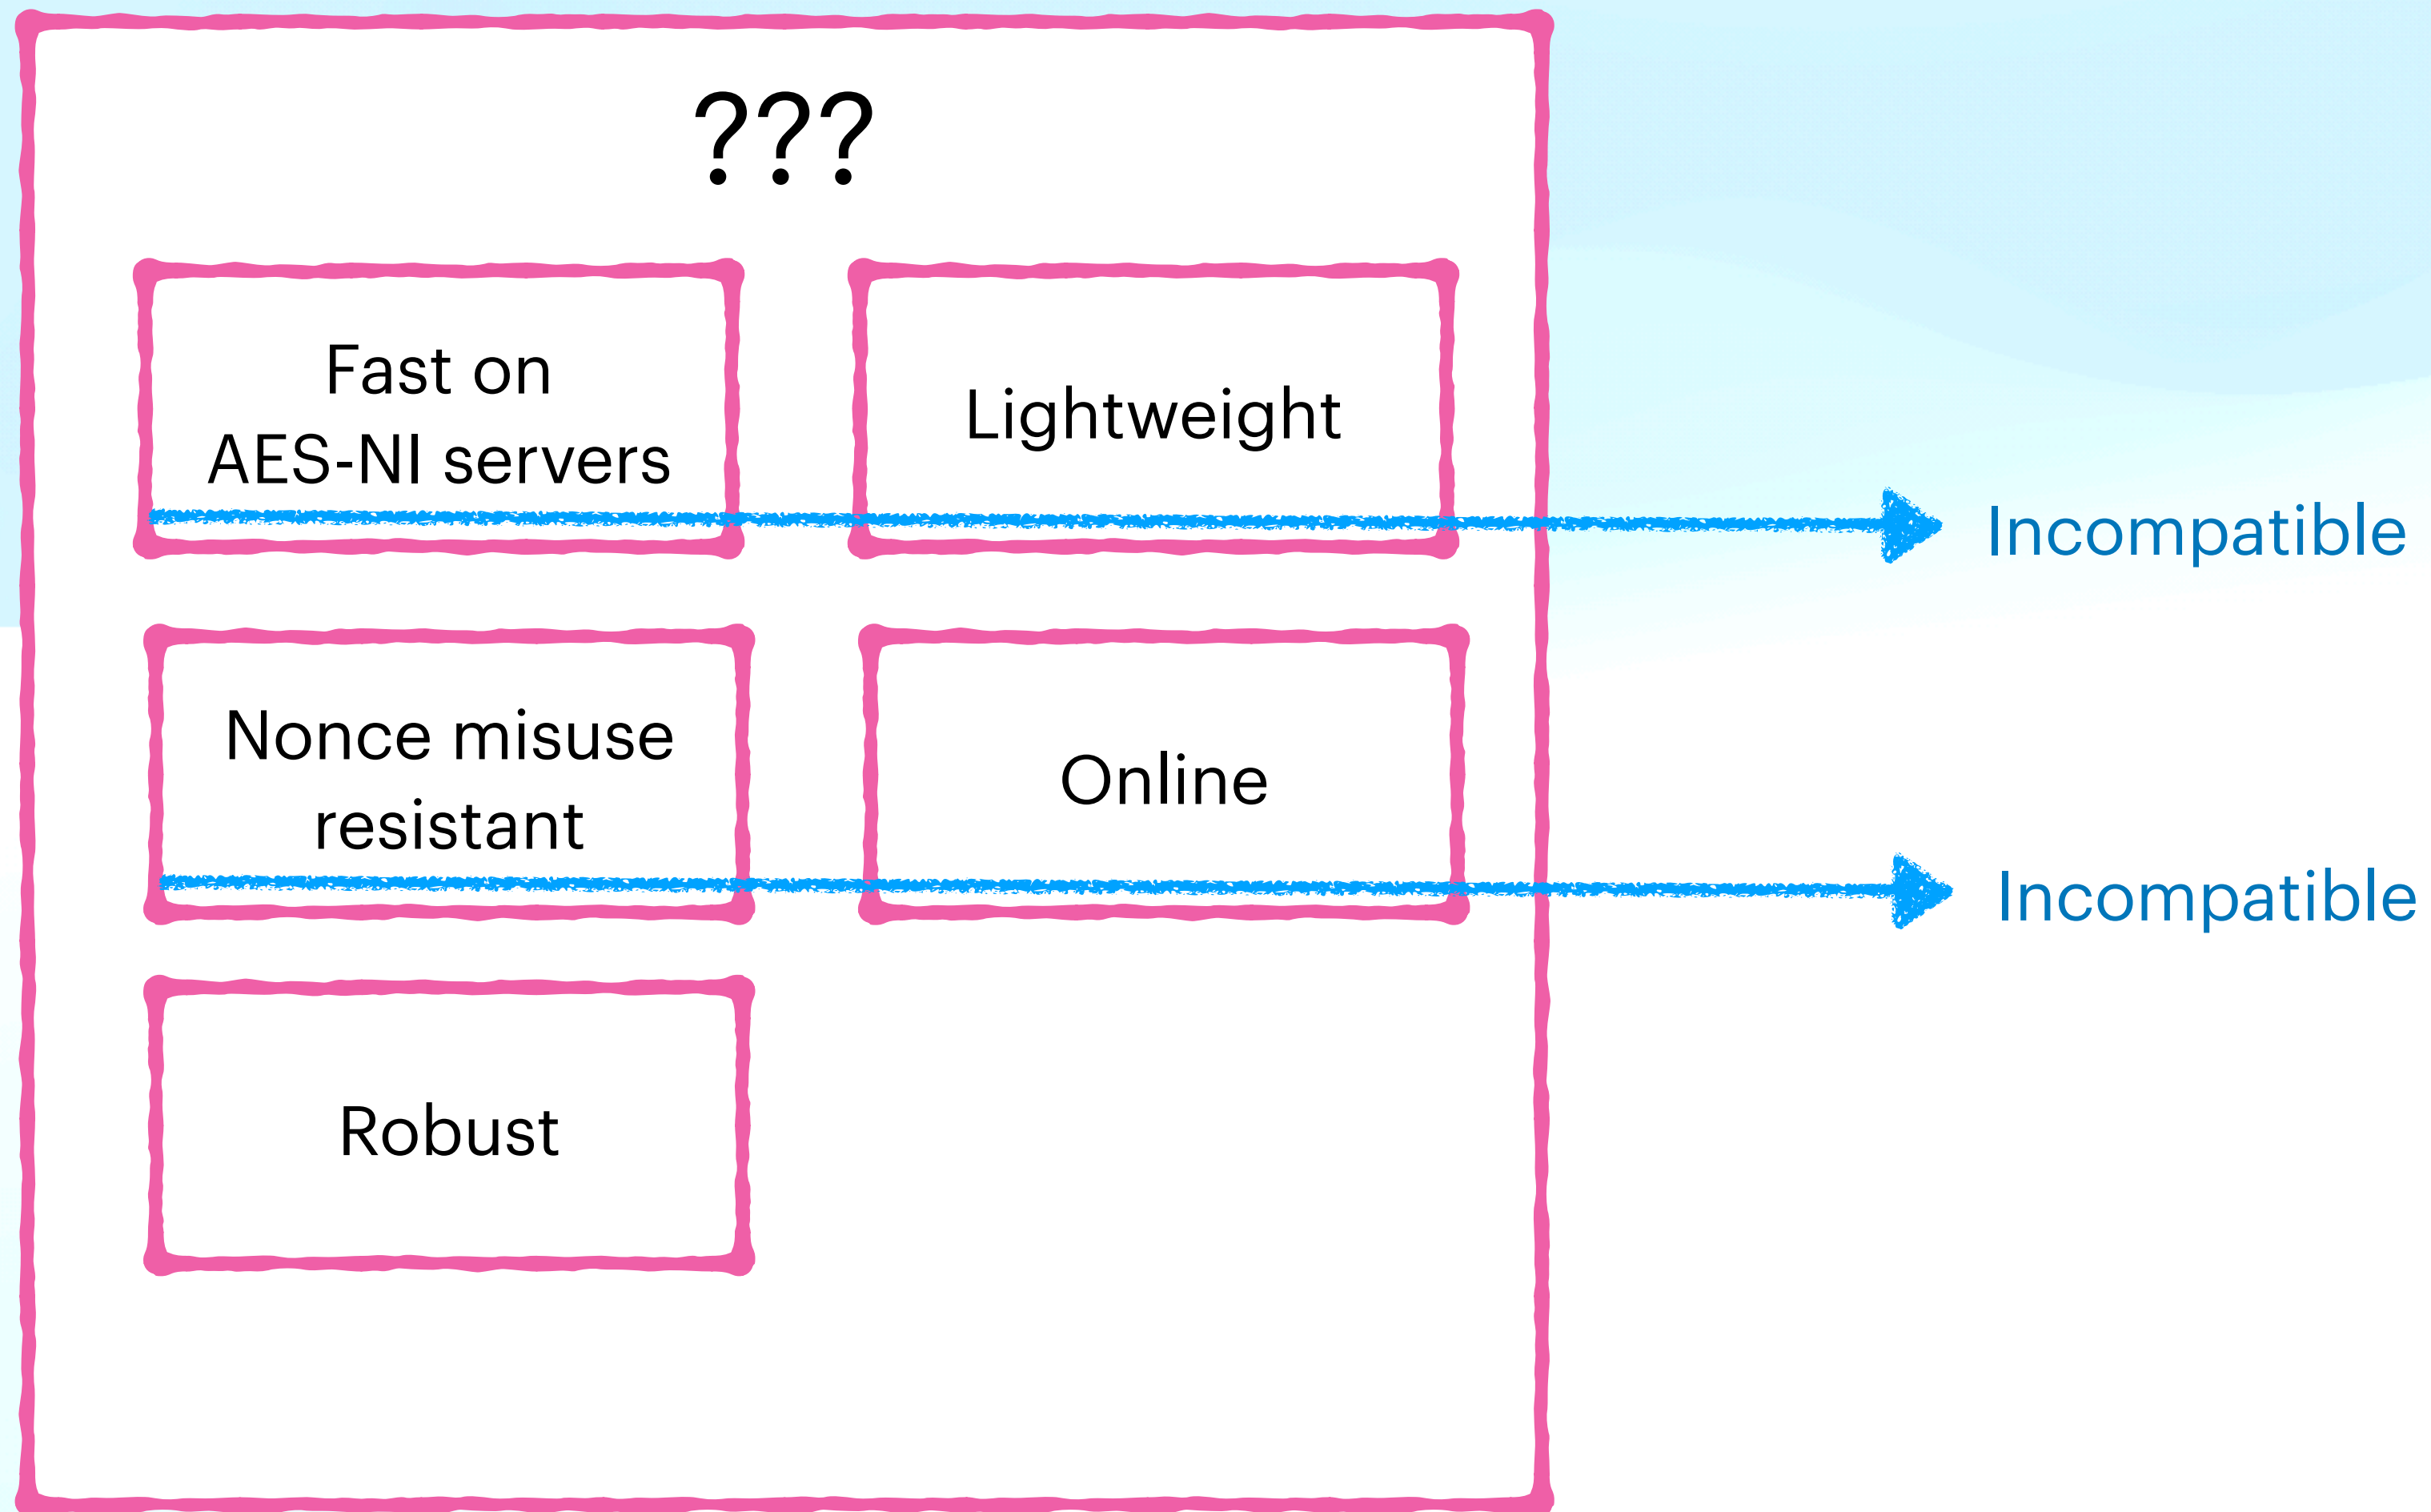 ???
Fast on
AES-NI servers
Lightweight
Incompatible
Nonce misuse
resistant
Online
Incompatible
Robust